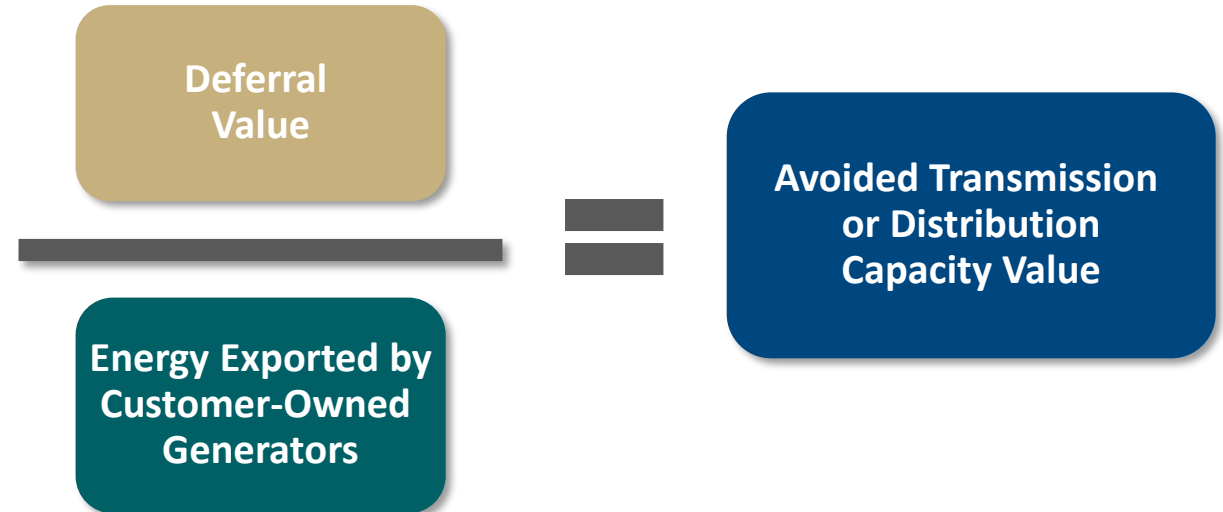 Deferral
Value
Energy Exported by
Customer-Owned
Generators
Avoided Transmission
or Distribution
Capacity Value